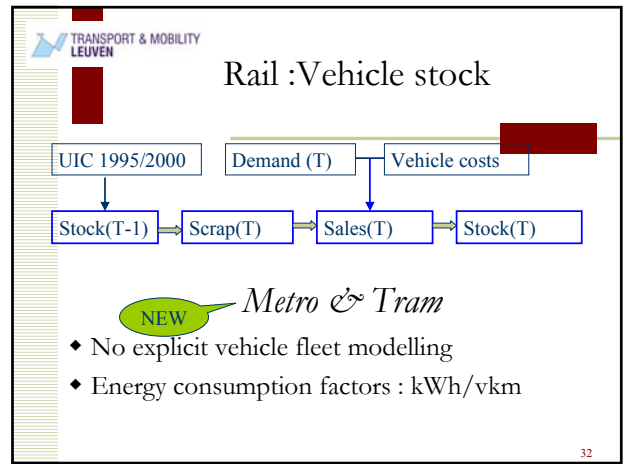 TRANSPORT & MOBILITY
LEUVEN
Rail :Vehicle stock
UIC 1995/2000 Demand (T) Vehicle costs
Stock(T-1) Scrap(T) Sales(T) Stock(T)
NEW
Metro & Tram
No explicit vehicle fleet modelling
Energy consumption factors : kWh/vkm
32